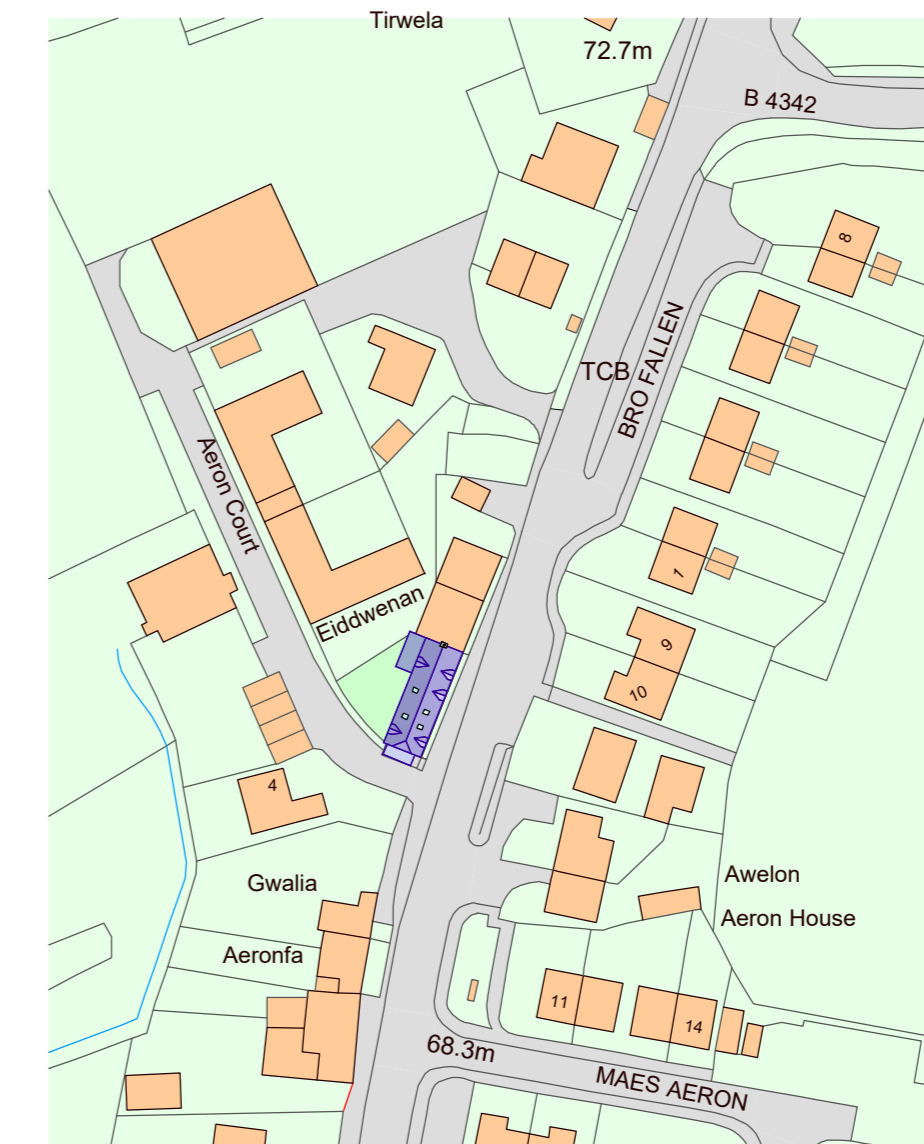 Tirwela
72.7m
B 4342
8
TCB
BRO FALLEN
Aeron Court
1
Eiddwenan
9
10
4
Awelon
Gwalia
Aeron House
Aeronfa
11
14
68.3m
MAES AERON